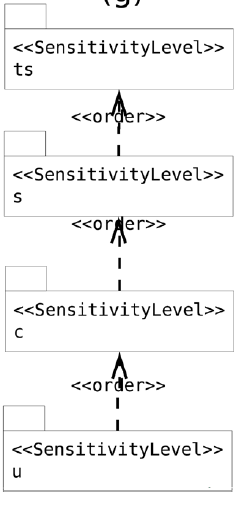 (g)
<<SensitivityLevel>>
ts
<<order>>
<<SensitivityLevel>>
s
<<order>>
<<SensitivityLevel>>
c
<<order>>
<<SensitivityLevel>>
u